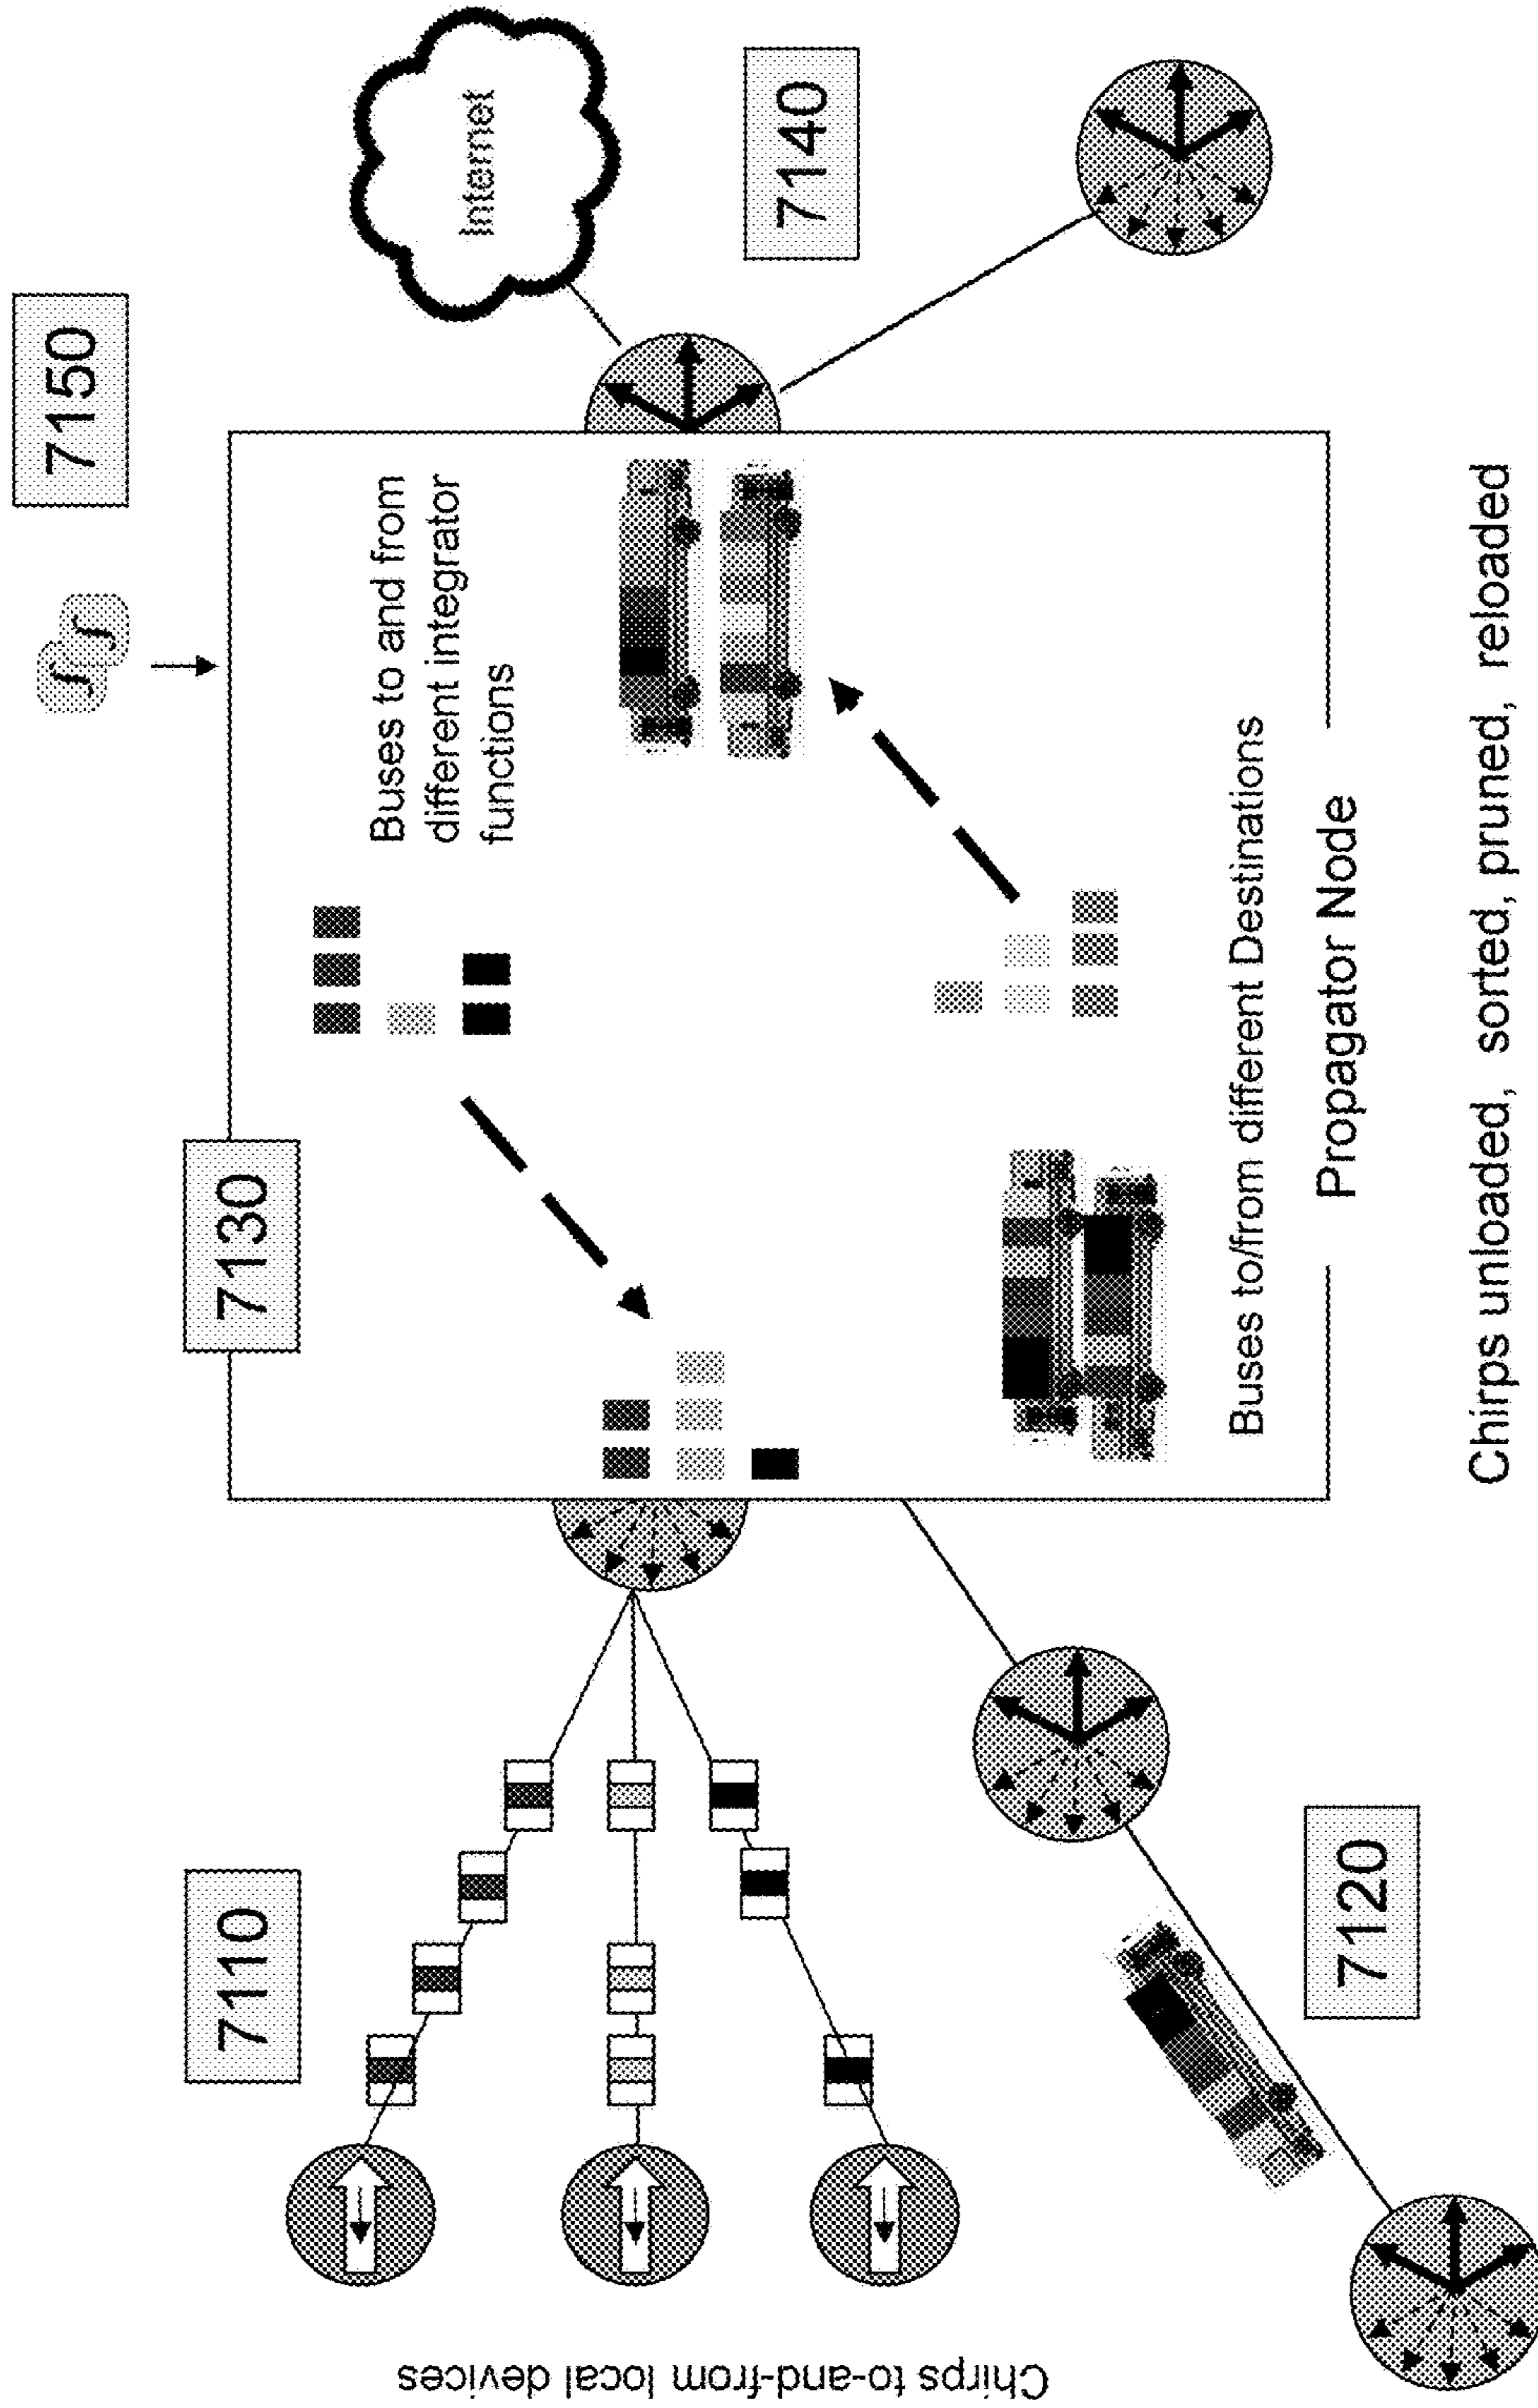 7150
Internet
7140
7130
Buses to and from
different integrator
functions
7110
Chirps to-and-from local devices
7120
Buses to/from different Destinations
Propagator Node
Chirps unloaded, sorted, pruned, reloaded
∫ ∫